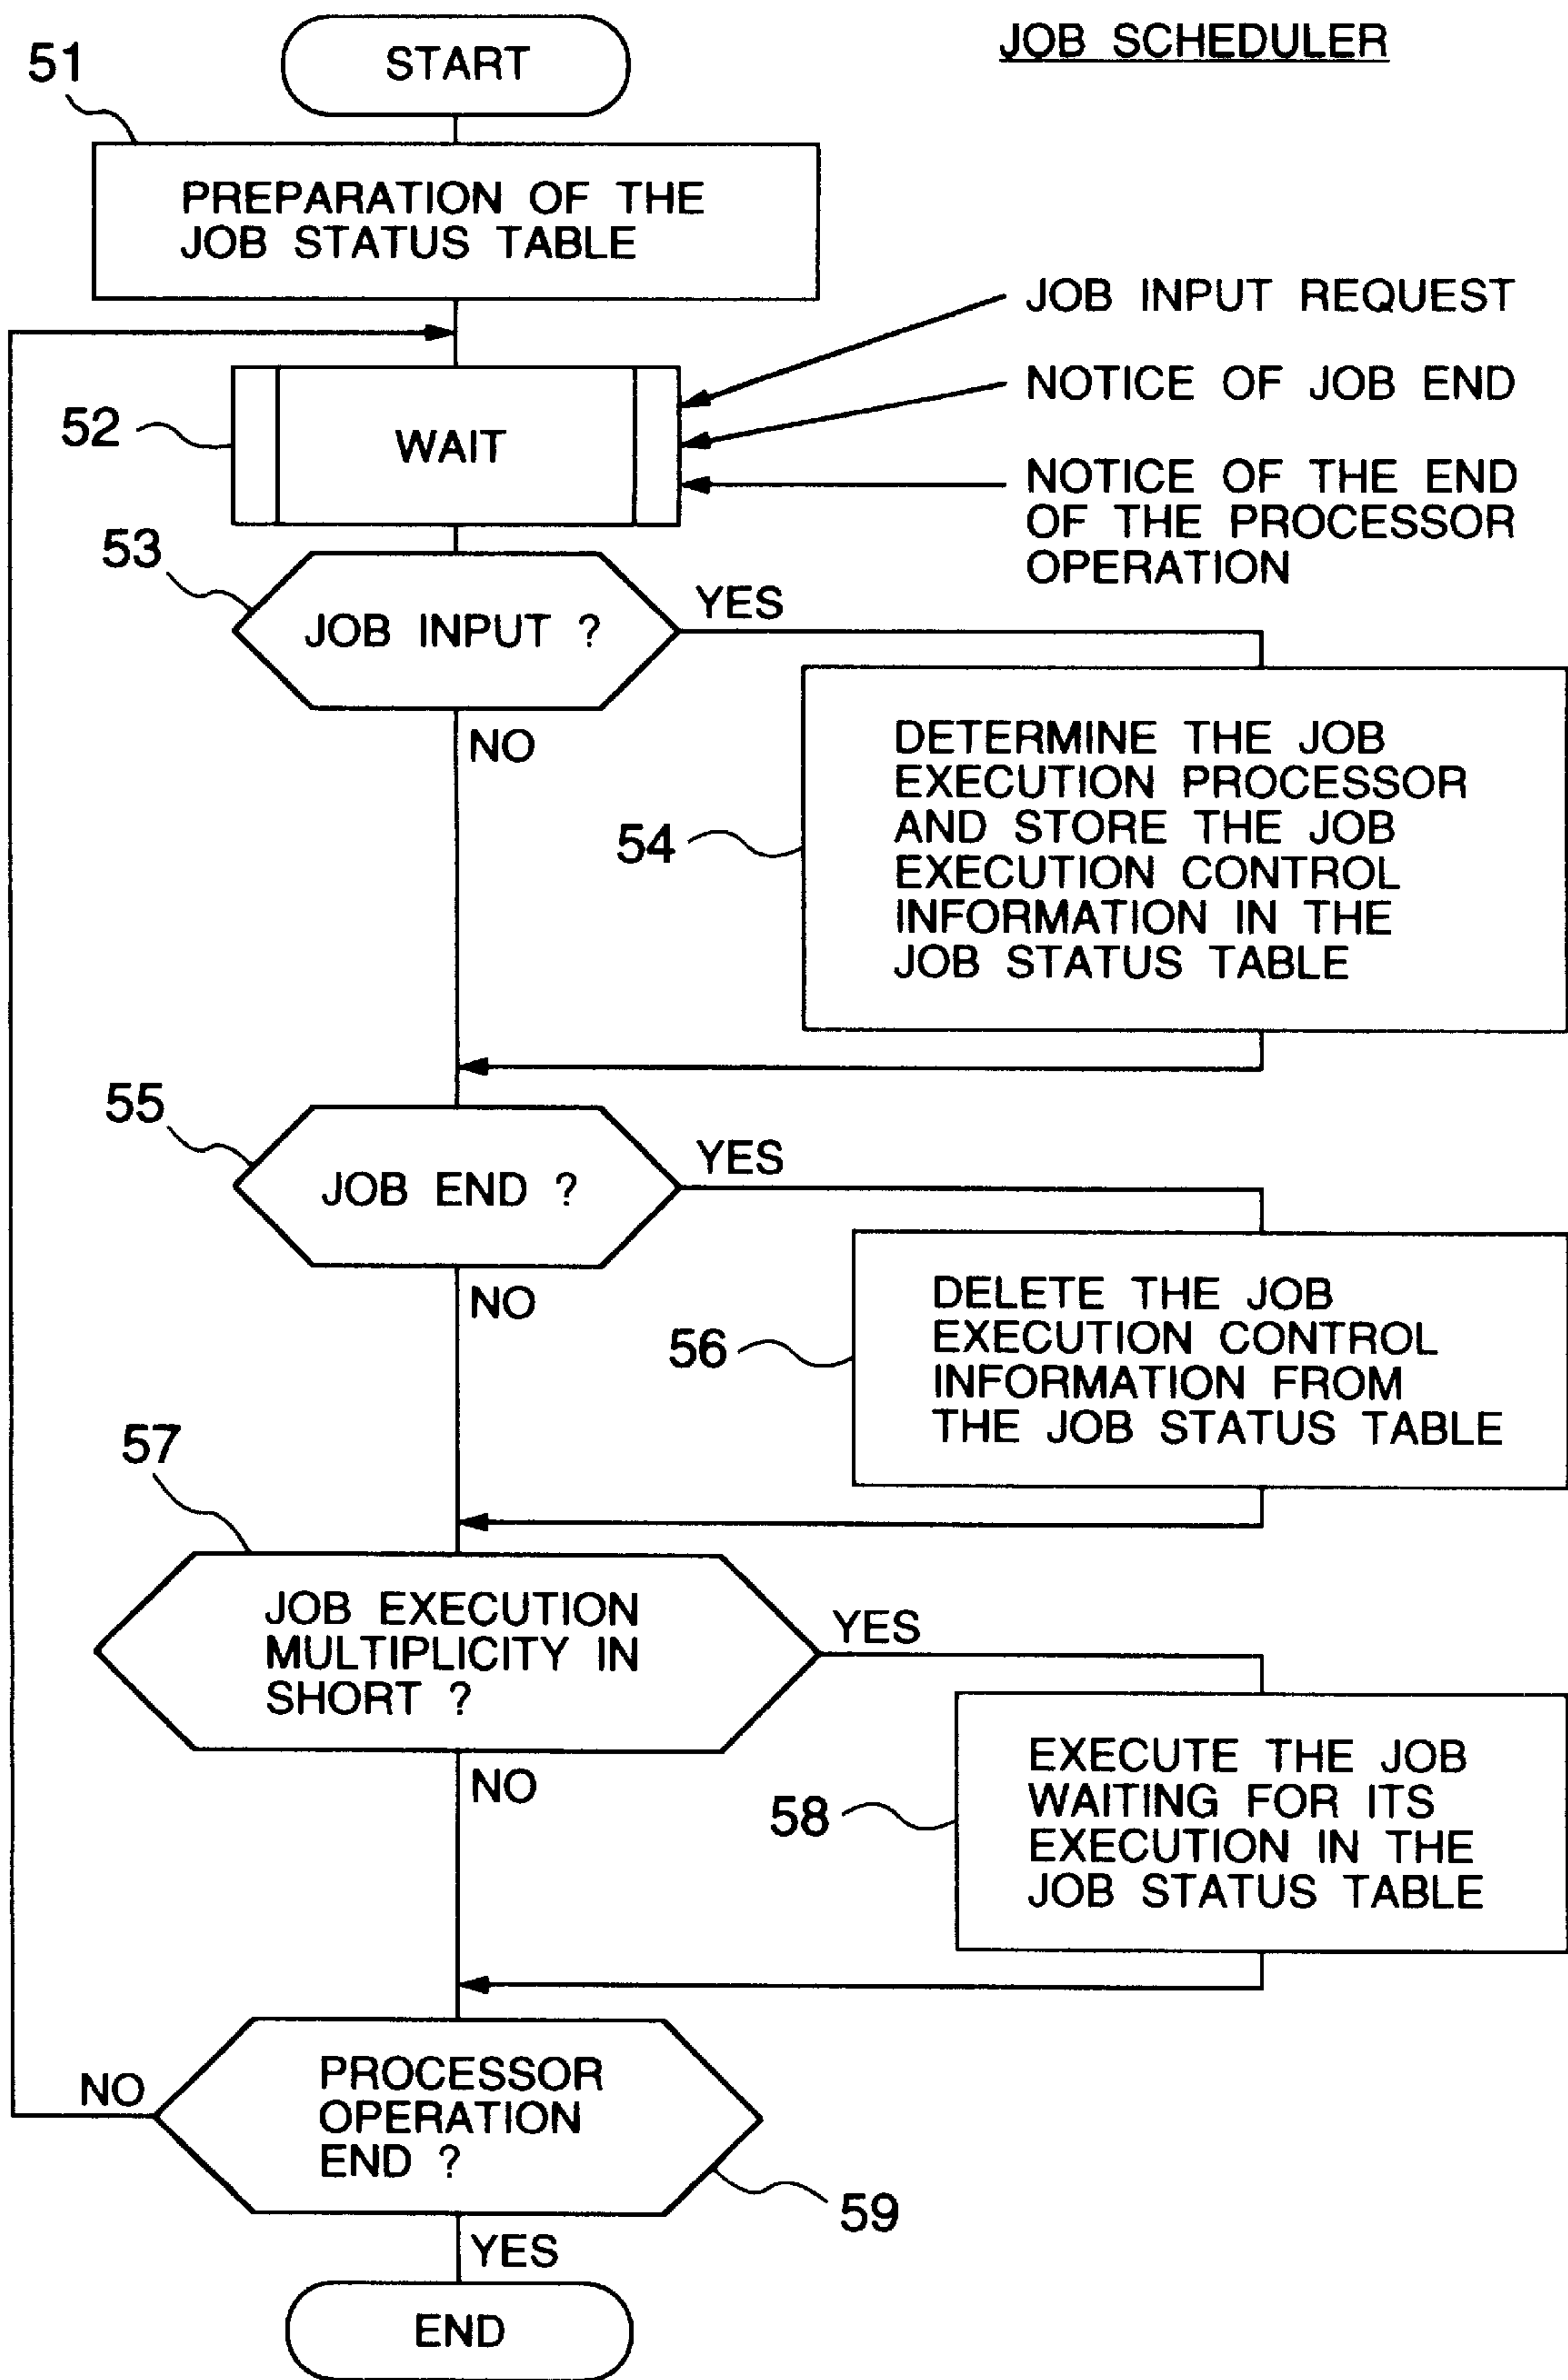 JOB SCHEDULER
START
51
PREPARATION OF THE
JOB STATUS TABLE
JOB INPUT REQUEST
NOTICE OF JOB END
NOTICE OF THE END
OF THE PROCESSOR
OPERATION
52
WAIT
53
JOB INPUT ?
YES
NO
54
DETERMINE THE JOB
EXECUTION PROCESSOR
AND STORE THE JOB
EXECUTION CONTROL
INFORMATION IN THE
JOB STATUS TABLE
55
JOB END ?
YES
NO
56
DELETE THE JOB
EXECUTION CONTROL
INFORMATION FROM
THE JOB STATUS TABLE
57
JOB EXECUTION
MULTIPLICITY IN
SHORT ?
YES
NO
58
EXECUTE THE JOB
WAITING FOR ITS
EXECUTION IN THE
JOB STATUS TABLE
NO
PROCESSOR
OPERATION
END ?
59
YES
END